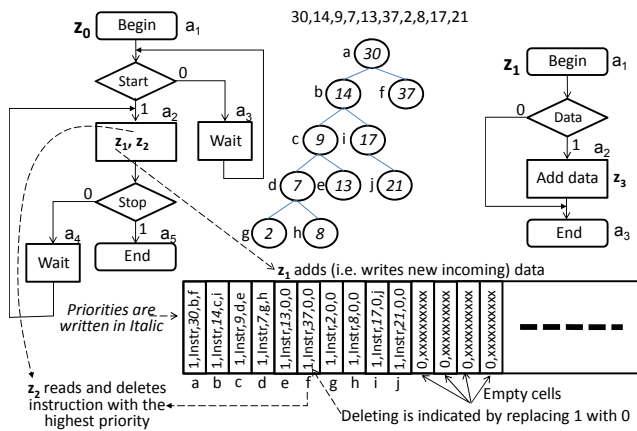 30,14,9,7,13,37,2,8,17,21
z0 Begin a1
Start 0
1 a2
a3
z1, z2
Wait
0 Stop
a4 1 a5
Wait End
a 30
b 14 f 37
c 9 i 17
d 7 e 13 j 21
g 2 h 8
z1 Begin a1
0 Data
1 a2
z3
Add data
End a3
z1 adds (i.e. writes new incoming) data
Priorities are
written in Italic
1,Instr,30,b,f
1,Instr,14,c,i
1,Instr,9,d,e
1,Instr,7,g,h
1,Instr,13,0,0
1,Instr,37,0,0
1,Instr,2,0,0
1,Instr,8,0,0
1,Instr,17,0,j
1,Instr,21,0,0
0,xxxxxxxxxx
0,xxxxxxxxxx
0,xxxxxxxxxx
0,xxxxxxxxxx
a b c d e f g h i j
Empty cells
z2 reads and deletes
instruction with the
highest priority
Deleting is indicated by replacing 1 with 0